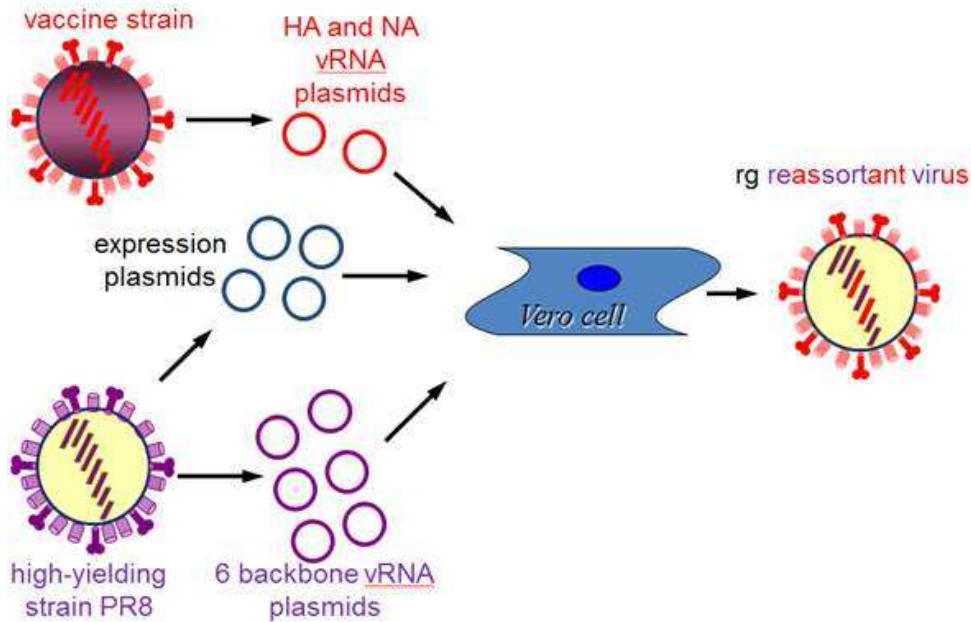 vaccine strain
HA and NA
vRNA
plasmids
rg reassortant virus
expression
plasmids
Vero cell
high-yielding
strain PR8
6 backbone vRNA
plasmids